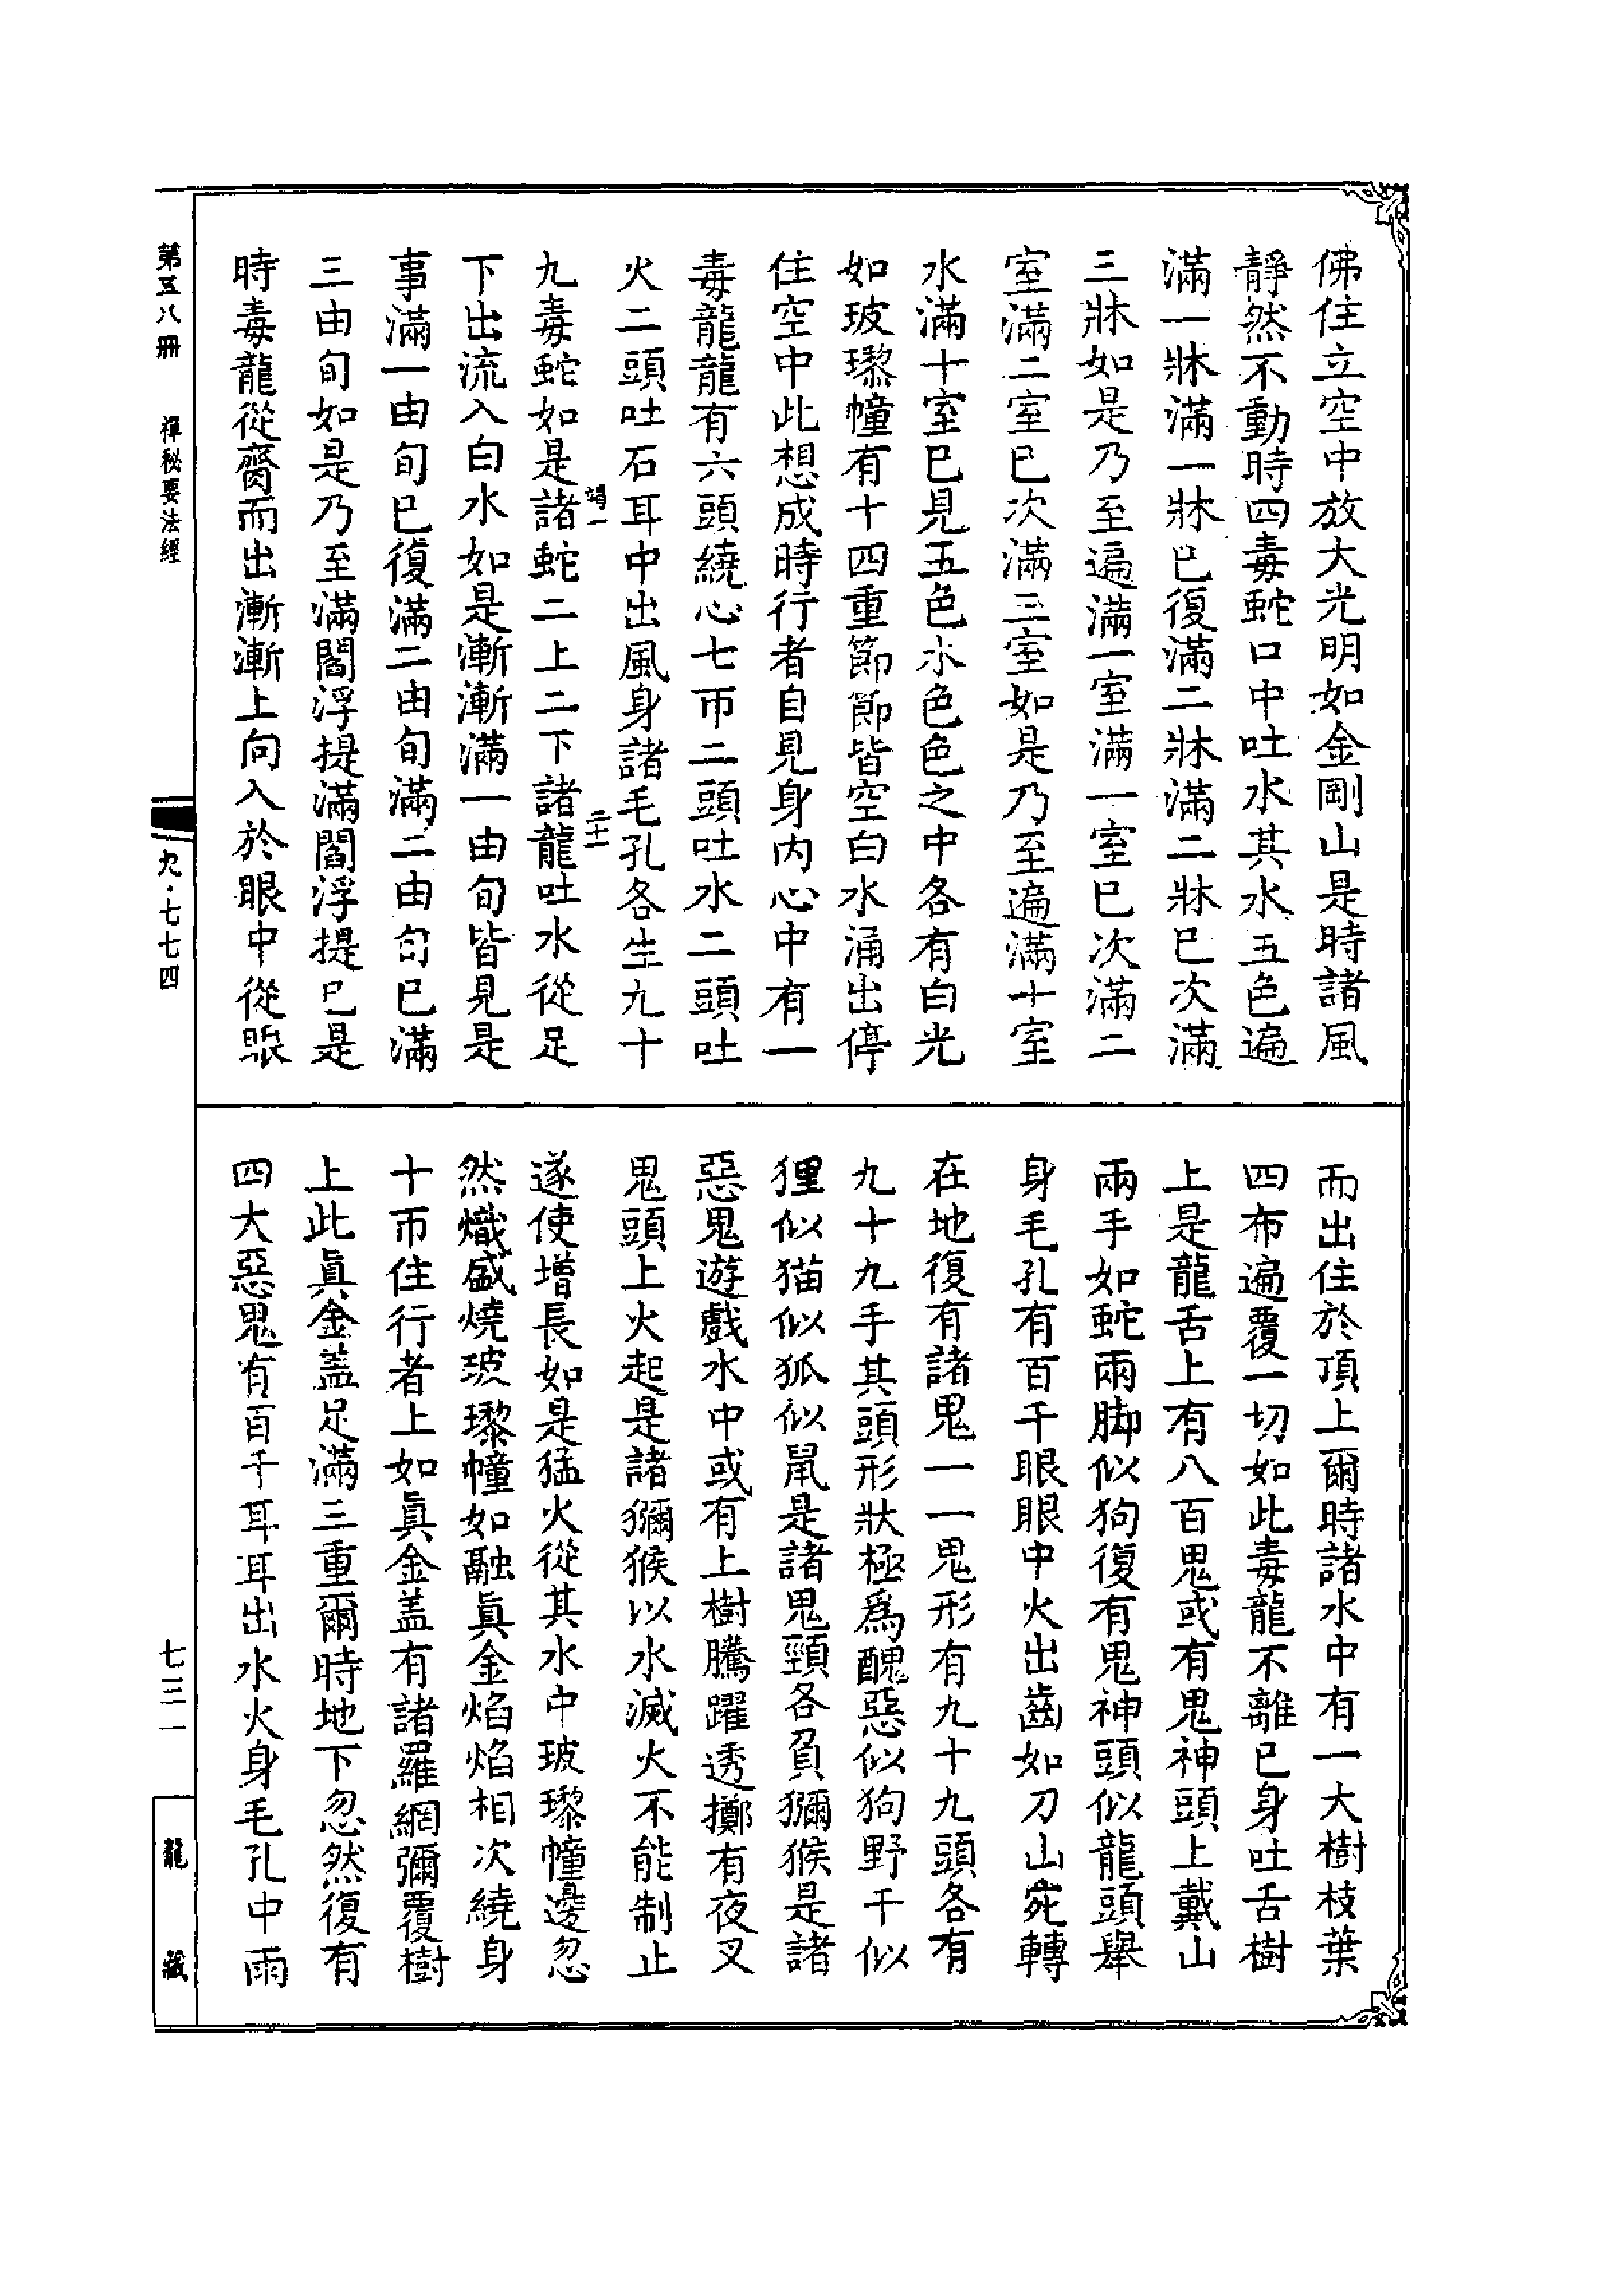 佛住立空中放大光明如金剛山是時諸風
靜然不動時四毒蛇口中吐水其水五色遍
滿一牀滿一牀已復滿二牀滿二牀已次滿
三牀如是乃至遍滿一室滿一室已次滿二
室滿二室已次滿三室如是乃至遍滿十室
水滿十室已見五色水色色之中各有白光
如玻瓈幢有十四重節節皆空白水涌出停
住空中此想成時行者自見身内心中有一
毒龍龍有六頭繞心七帀二頭吐水二頭吐
火二頭吐石耳中出風身諸毛孔各生九十
竭一
二十一
九毒蛇如是諸蛇二上二下諸龍吐水從足
下出流入白水如是漸漸滿一由旬皆見是
事滿一由旬已復滿二由旬滿二由旬已滿
三由旬如是乃至滿閻浮提滿閻浮提已是
時毒龍從臍而出漸漸上向入於眼中從眼
而出住於頂上爾時諸水中有一大樹枝葉
四布遍覆一切如此毒龍不離已身吐舌樹
上是龍舌上有八百鬼或有鬼神頭上戴山
兩手如蛇兩脚似狗復有鬼神頭似龍頭舉
身毛孔有百千眼眼中火出齒如刀山宛轉
在地復有諸鬼一一鬼形有九十九頭各有
九十九手其頭形狀極爲醜惡似狗野干似
狸似猫似狐似鼠是諸鬼頸各負獼猴是諸
惡鬼遊戲水中或有上樹騰躍透擲有夜叉
鬼頭上火起是諸獼猴以水滅火不能制止
遂使增長如是猛火從其水中玻瓈幢邊忽
然熾盛燒玻瓈幢如融眞金焰焰相次繞身
十帀住行者上如眞金盖有諸羅網彌覆樹
上此眞金盖足滿三重爾時地下忽然復有
四大惡鬼有百千耳耳出水火身毛孔中雨
第五八冊 禪秘要法經
九·七七四
七三一
龍藏